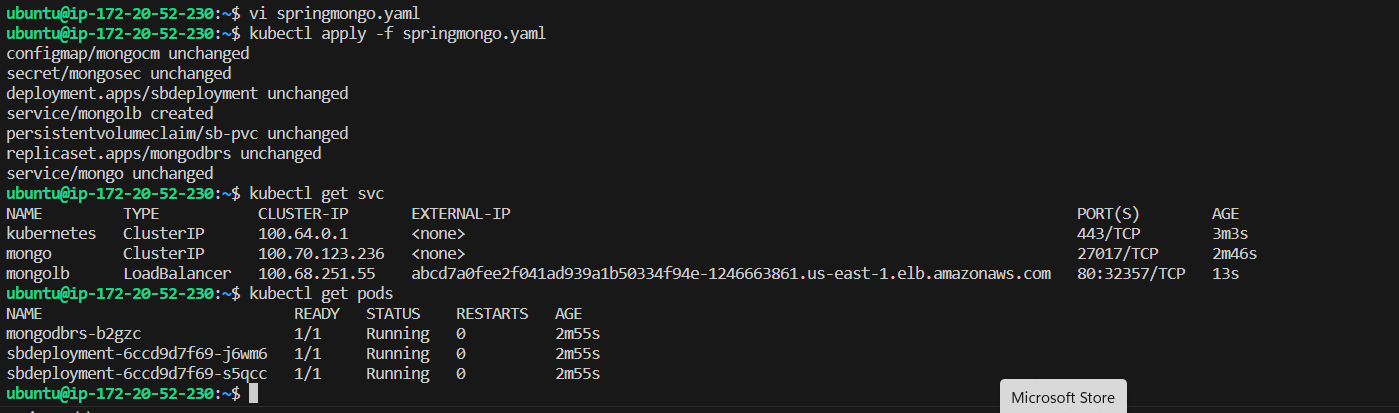 ubuntu@ip-172-20-52-230:~$ vi springmongo.yaml
ubuntu@ip-172-20-52-230:~$ kubectl apply -f springmongo.yaml
configmap/mongocm unchanged
secret/mongosec unchanged
deployment.apps/sbdeployment unchanged
service/mongolb created
persistentvolumeclaim/sb-pvc unchanged
replicaset.apps/mongodbrs unchanged
service/mongo unchanged
ubuntu@ip-172-20-52-230:~$ kubectl get svc
NAME TYPE CLUSTER-IP EXTERNAL-IP PORT(S) AGE
kubernetes ClusterIP 100.64.0.1 <none> 443/TCP 3m3s
mongo ClusterIP 100.70.123.236 <none> 27017/TCP 2m46s
mongolb LoadBalancer 100.68.251.55 abcd7a0fee2f041ad939a1b50334f94e-1246663861.us-east-1.elb.amazonaws.com 80:32357/TCP 13s
ubuntu@ip-172-20-52-230:~$ kubectl get pods
NAME READY STATUS RESTARTS AGE
mongodbrs-b2gzc 1/1 Running 0 2m55s
sbdeployment-6ccd9d7f69-j6wm6 1/1 Running 0 2m55s
sbdeployment-6ccd9d7f69-s5qcc 1/1 Running 0 2m55s
ubuntu@ip-172-20-52-230:~$
Microsoft Store